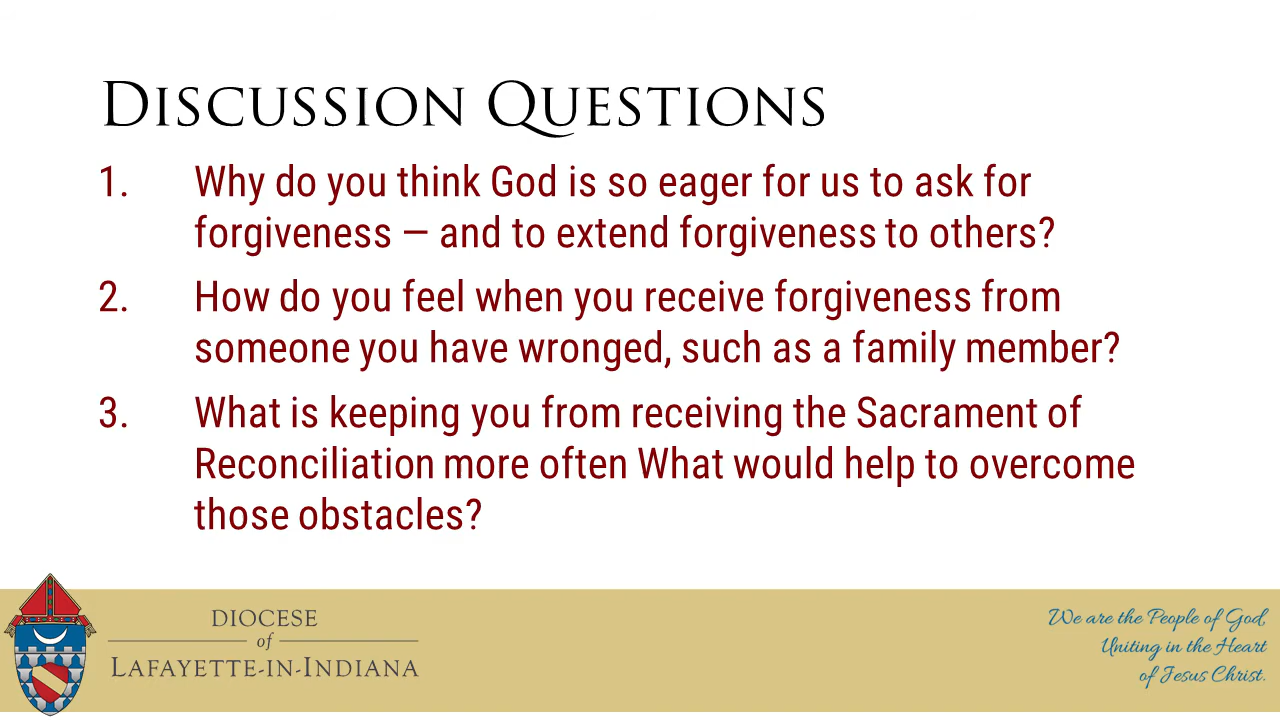 Discussion Questions
1. Why do you think God is so eager for us to ask for
forgiveness — and to extend forgiveness to others?
2. How do you feel when you receive forgiveness from
someone you have wronged, such as a family member?
3. What is keeping you from receiving the Sacrament of
Reconciliation more often What would help to overcome
those obstacles?
DIOCESE
of
LAFAYETTE-IN-INDIANA
We are the People of God,
Uniting in the Heart
of Jesus Christ.